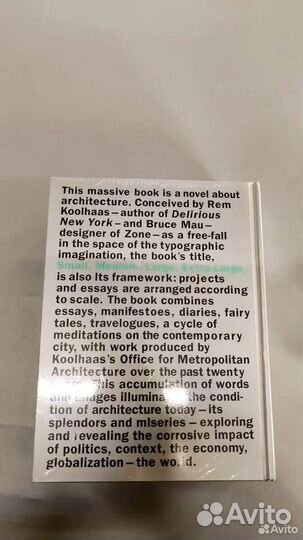 This massive book is a novel about
architecture. Conceived by Rem
Koolhaas—author of Delirious
New York—and Bruce Mau—
designer of Zone—as a free-fall
in the space of the typographic
imagination, the book's title,
Small, Medium, Large, Extra-Large,
is also its framework: projects
and essays are arranged according
to scale. The book combines
essays, manifestoes, diaries, fairy
tales, travelogues, a cycle of
meditations on the contemporary
city, with work produced by
Koolhaas's Office for Metropolitan
Architecture over the past twenty
This accumulation of words
and images illuminates the condi-
tion of architecture today—its
splendors and miseries—exploring
and revealing the corrosive impact
of politics, context, the economy,
globalization—the world.
Avito